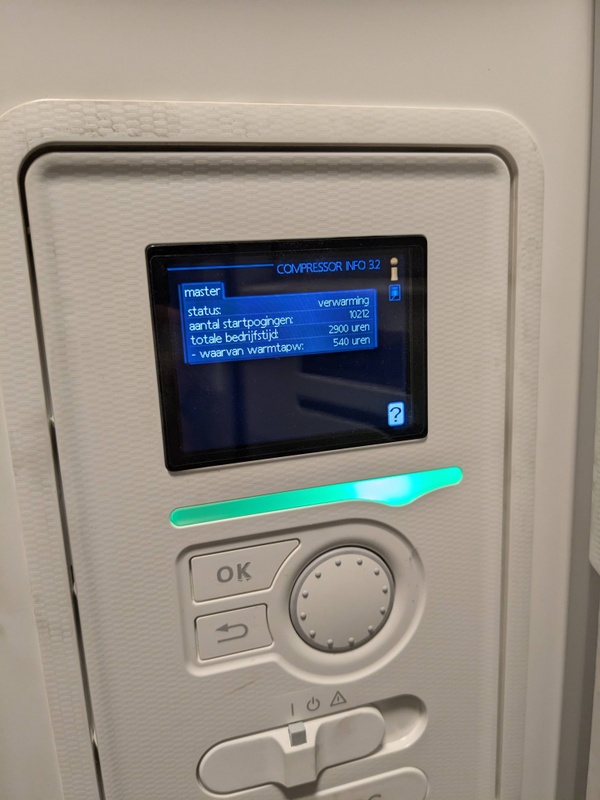 COMPRESSOR INFO 3.2
master
status: verwarming
aantal startpogingen: 10212
totale bedrijfstijd: 2900 uren
- waarvan warmtapw: 540 uren
?
OK